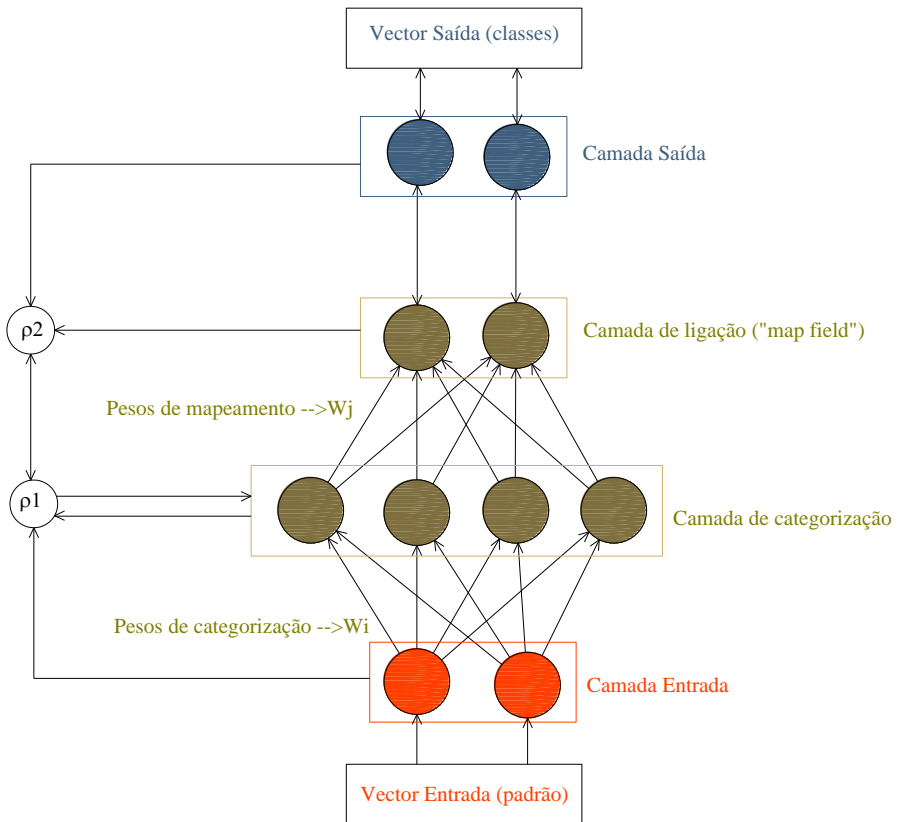 Vector Saída (classes)
Camada Saída
ρ2
Camada de ligação ("map field")
Pesos de mapeamento -->Wj
ρ1
Camada de categorização
Pesos de categorização -->Wi
Camada Entrada
Vector Entrada (padrão)